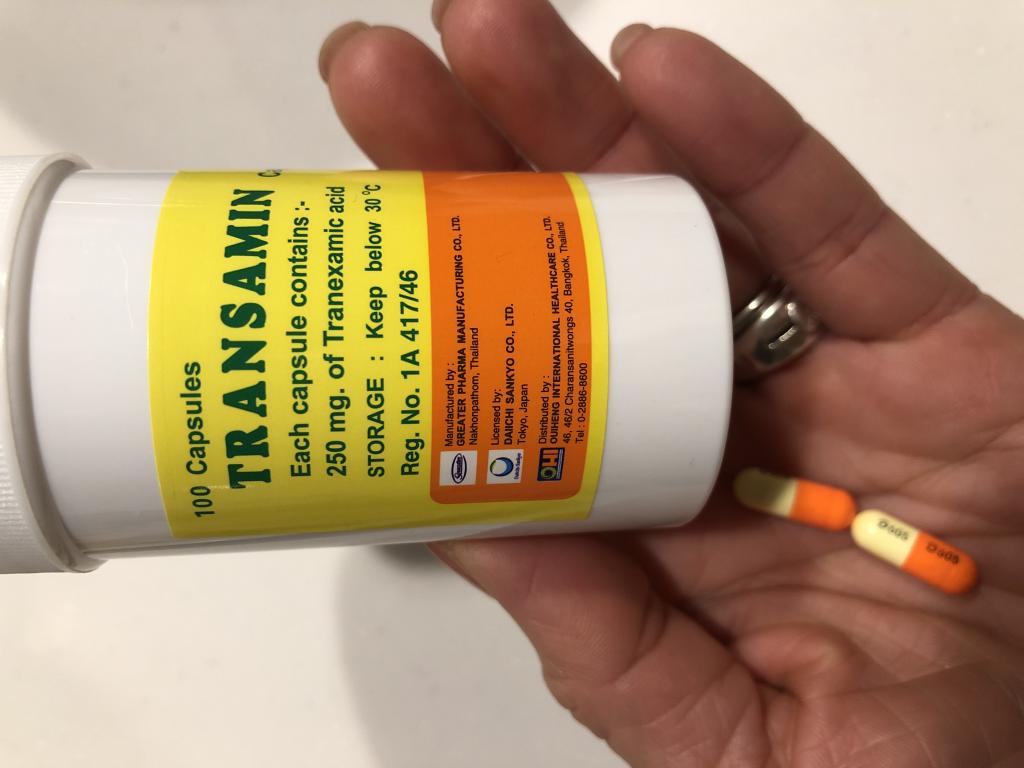 100 Capsules
TRANSAMIN
Each capsule contains :-
250 mg. of Tranexamic acid
STORAGE : Keep below 30 °C
Reg. No. 1A 417/46
Manufactured by :
GREATER PHARMA MANUFACTURING CO., LTD.
Nakhonpathom, Thailand
Licensed by:
DAIICHI SANKYO CO., LTD.
Tokyo, Japan
OHI
Distributed by :
OUIHENG INTERNATIONAL HEALTHCARE CO., LTD.
46, 46/2 Charansanitwongs 40, Bangkok, Thailand
Tel : 0-2886-8600